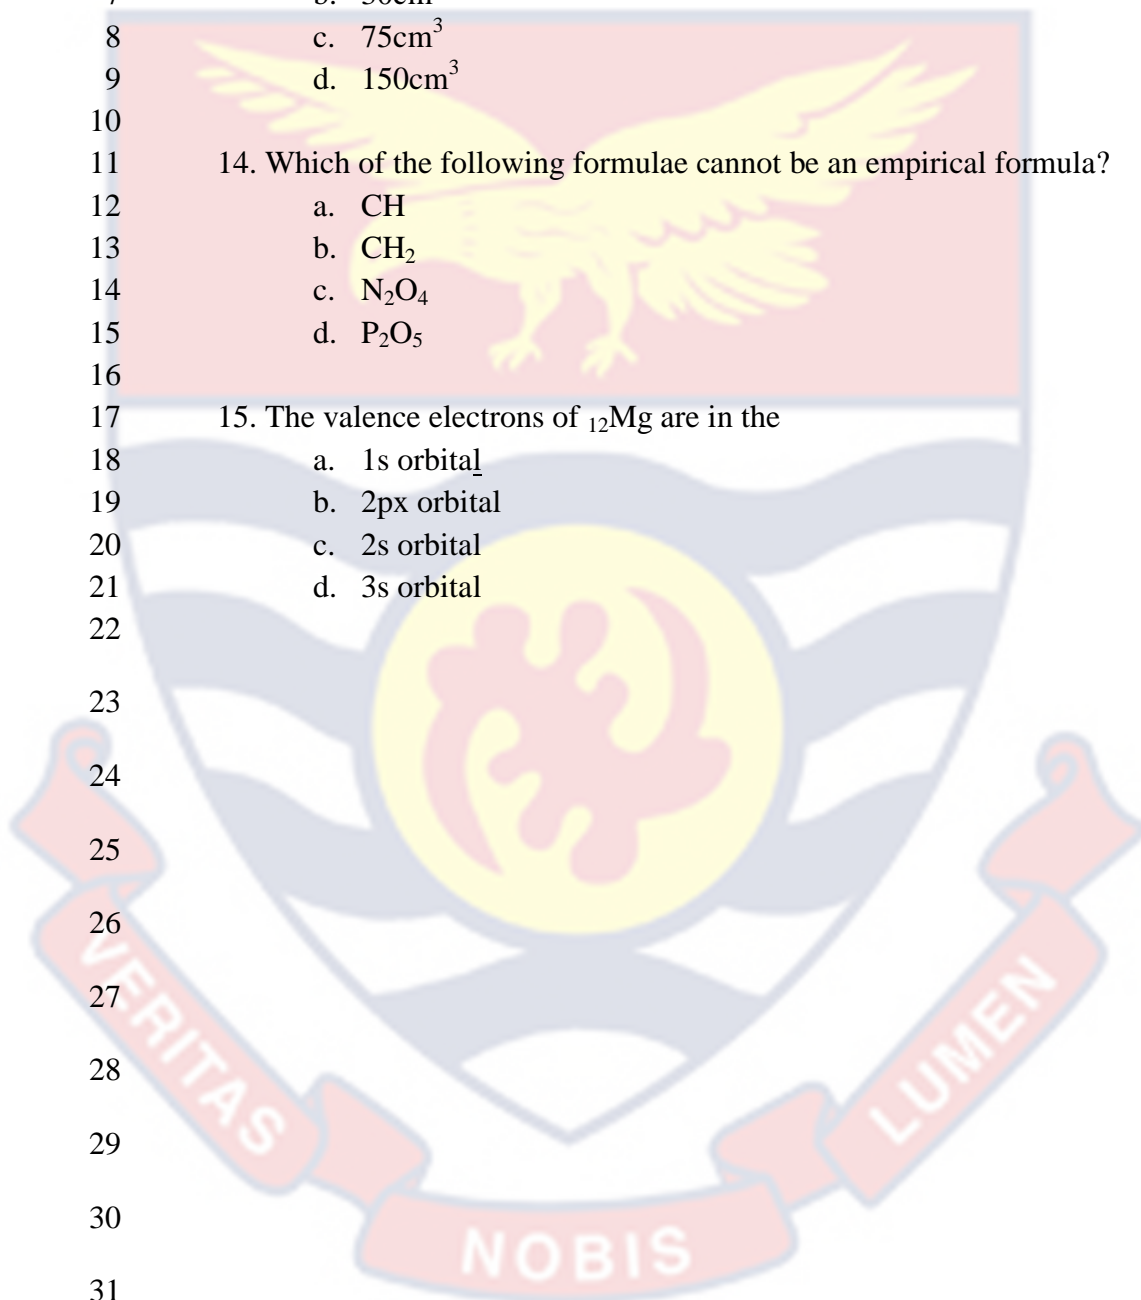 8 c. 75cm³
9 d. 150cm³
10
11 14. Which of the following formulae cannot be an empirical formula?
12 a. CH
13 b. CH₂
14 c. N₂O₄
15 d. P₂O₅
16
17 15. The valence electrons of ₁₂Mg are in the
18 a. 1s orbital
19 b. 2px orbital
20 c. 2s orbital
21 d. 3s orbital
22
23
24
25
26
27
28
29
30
31
VERITAS
NOBIS
LUMEN